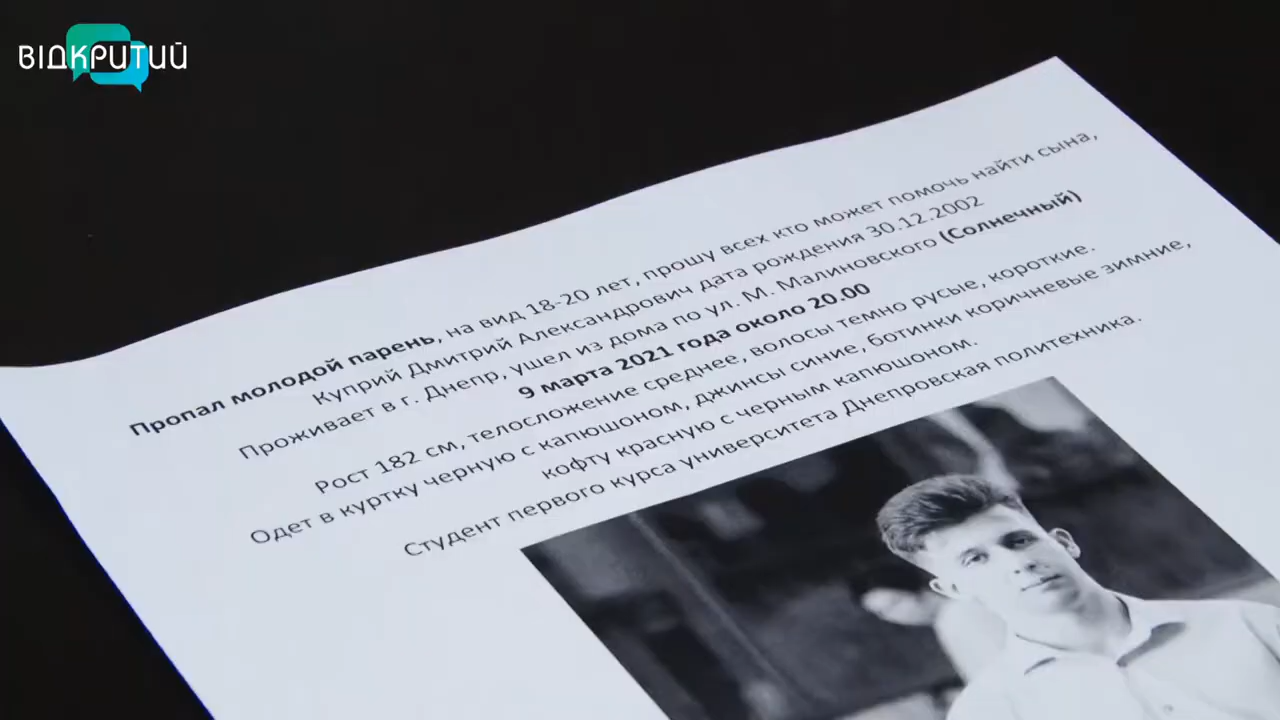 ВІДКРИТИЙ
Пропал молодой парень, на вид 18-20 лет, прошу всех кто может помочь найти сына,
Куприй Дмитрий Александрович дата рождения 30.12.2002
Проживает в г. Днепр, ушел из дома по ул. М. Малиновского (Солнечный)
9 марта 2021 года около 20.00
Рост 182 см, телосложение среднее, волосы темно русые, короткие.
Одет в куртку черную с капюшоном, джинсы синие, ботинки коричневые зимние,
кофту красную с черным капюшоном.
Студент первого курса университета Днепровская политехника.